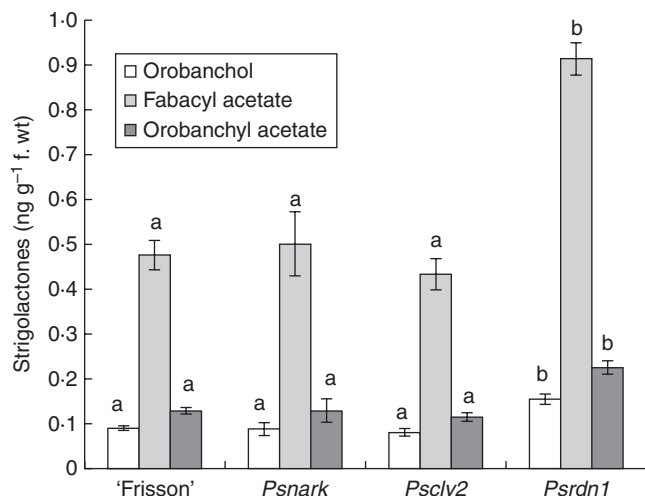 1·0
0·9
0·8
0·7
0·6
0·5
0·4
0·3
0·2
0·1
0
Strigolactones (ng g⁻¹ f. wt)
Orobanchol
Fabacyl acetate
Orobanchyl acetate
a a a
a a a
a a a
b b b
'Frisson' Psnark Psclv2 Psrdn1